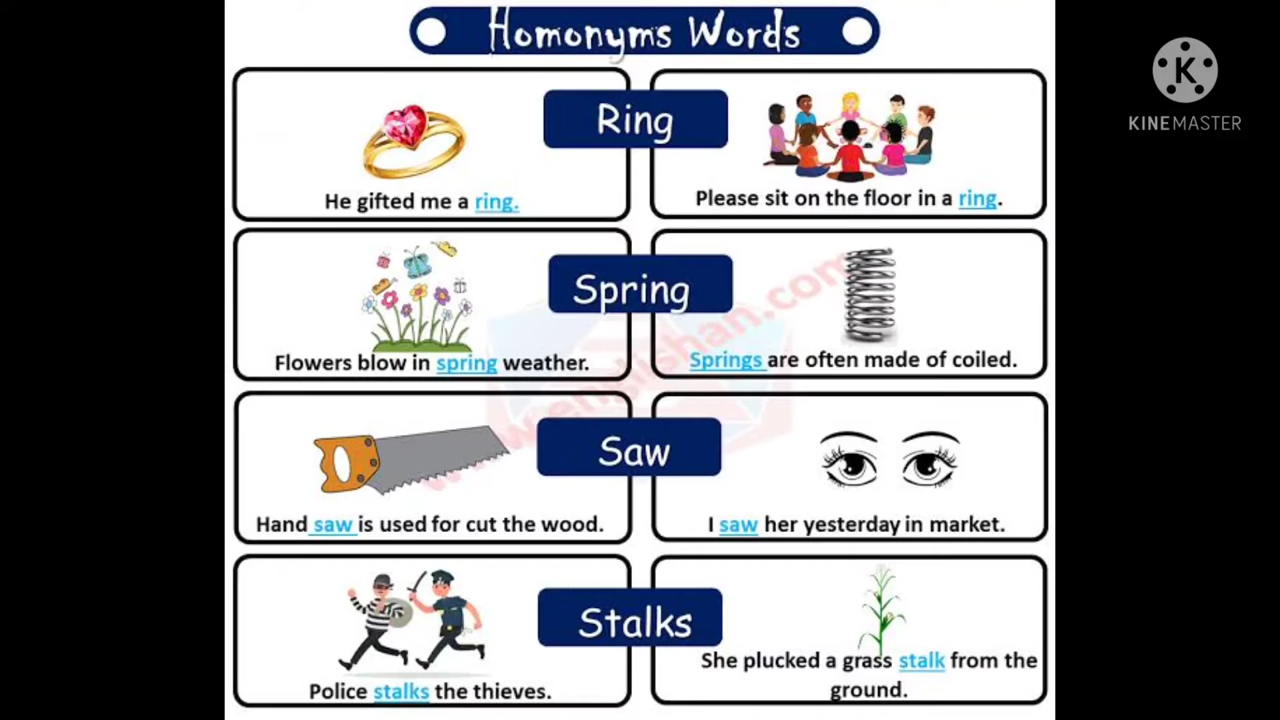 Homonyms Words
KINEMASTER
Ring
He gifted me a ring.
Please sit on the floor in a ring.
Spring
Flowers blow in spring weather.
Springs are often made of coiled.
Saw
Hand saw is used for cut the wood.
I saw her yesterday in market.
Stalks
Police stalks the thieves.
She plucked a grass stalk from the
ground.